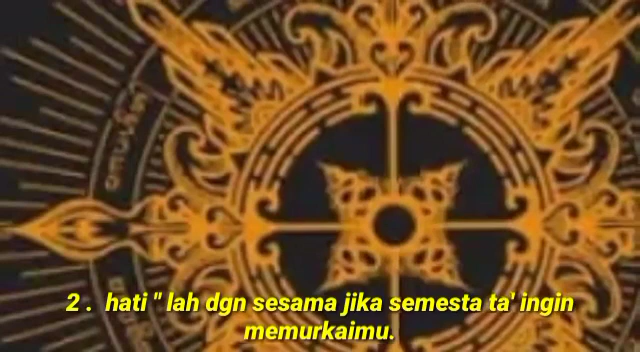 2 .  hati " lah dgn sesama jika semesta ta' ingin
memurkaimu.